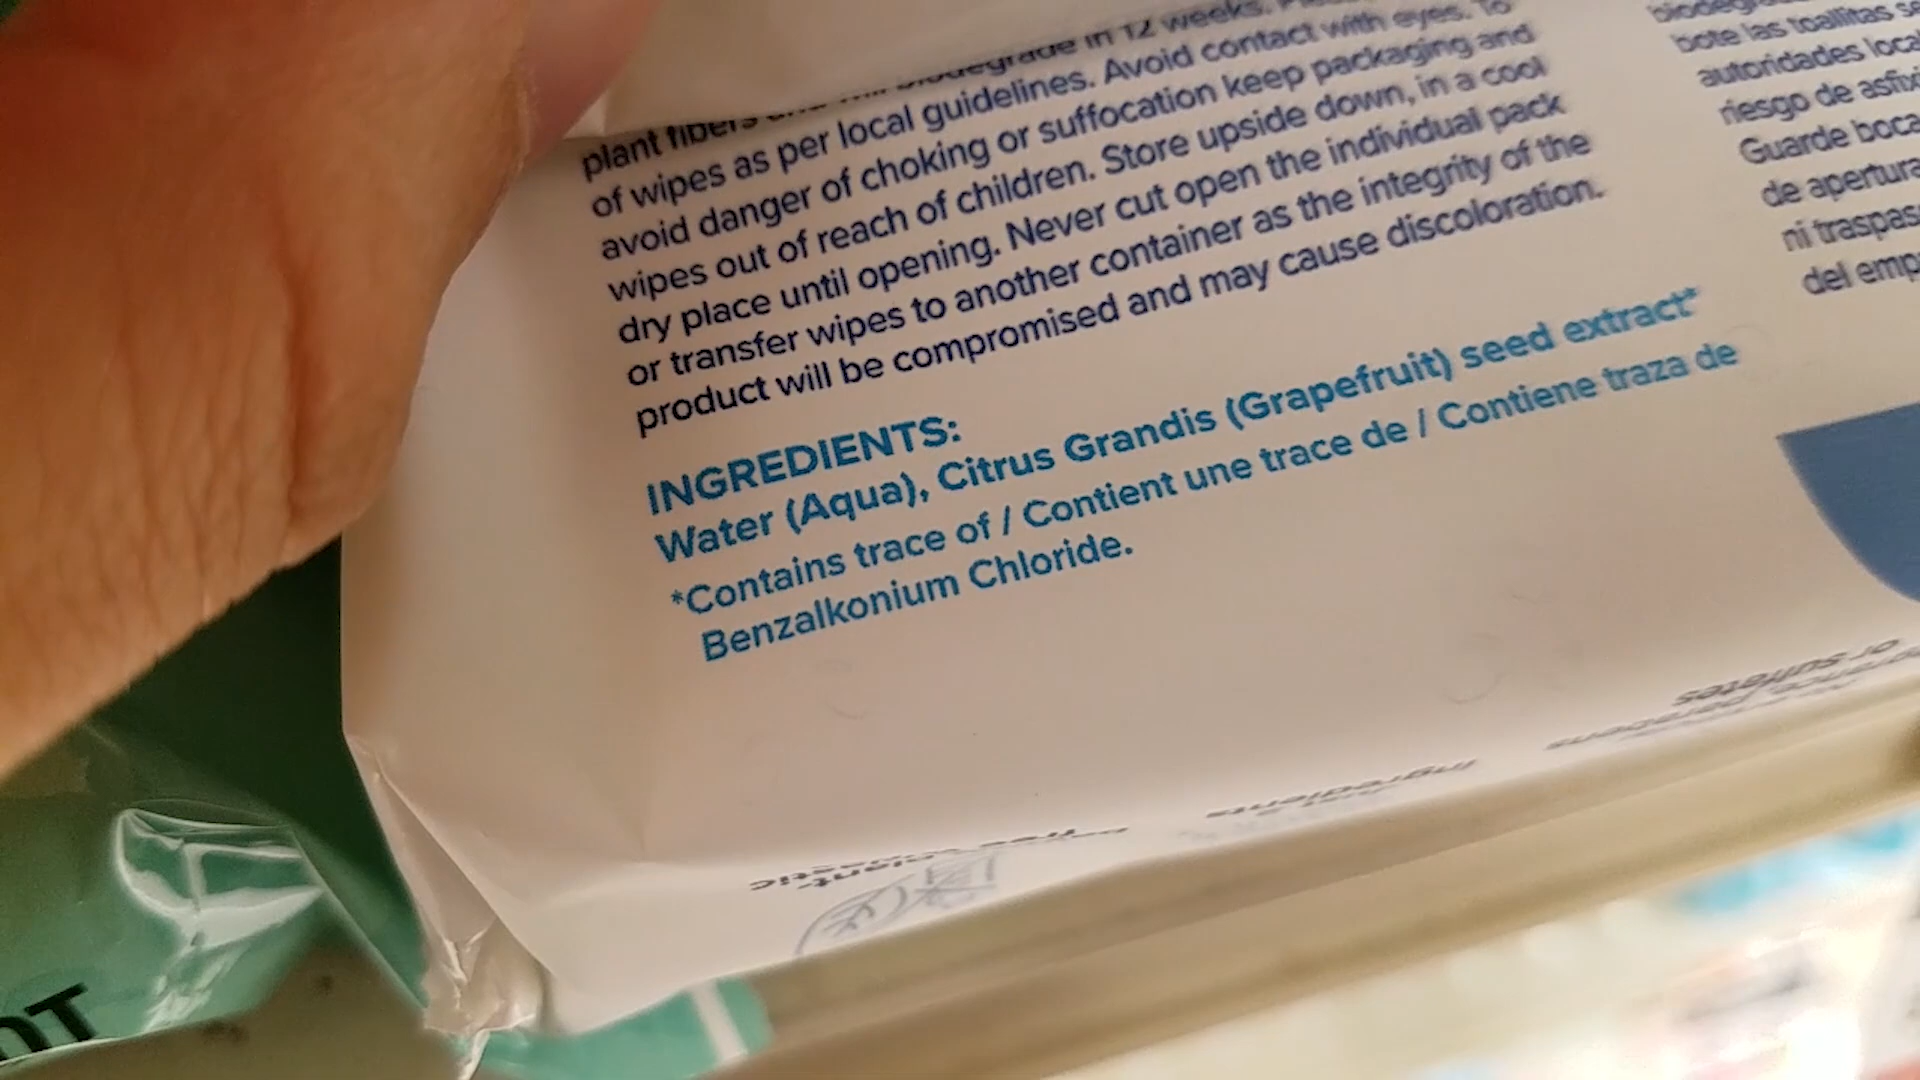 plant fibers and will biodegrade in 12 weeks.
of wipes as per local guidelines. Avoid contact with eyes. To
avoid danger of choking or suffocation keep packaging and
wipes out of reach of children. Store upside down, in a cool
dry place until opening. Never cut open the individual pack
or transfer wipes to another container as the integrity of the
product will be compromised and may cause discoloration.
INGREDIENTS:
Water (Aqua), Citrus Grandis (Grapefruit) seed extract*
*Contains trace of / Contient une trace de / Contiene traza de
Benzalkonium Chloride.
bote las toallitas
autoridades
riesgo de
Guarde
de apertura
ni
del
or sulfates
parabens
ingredients